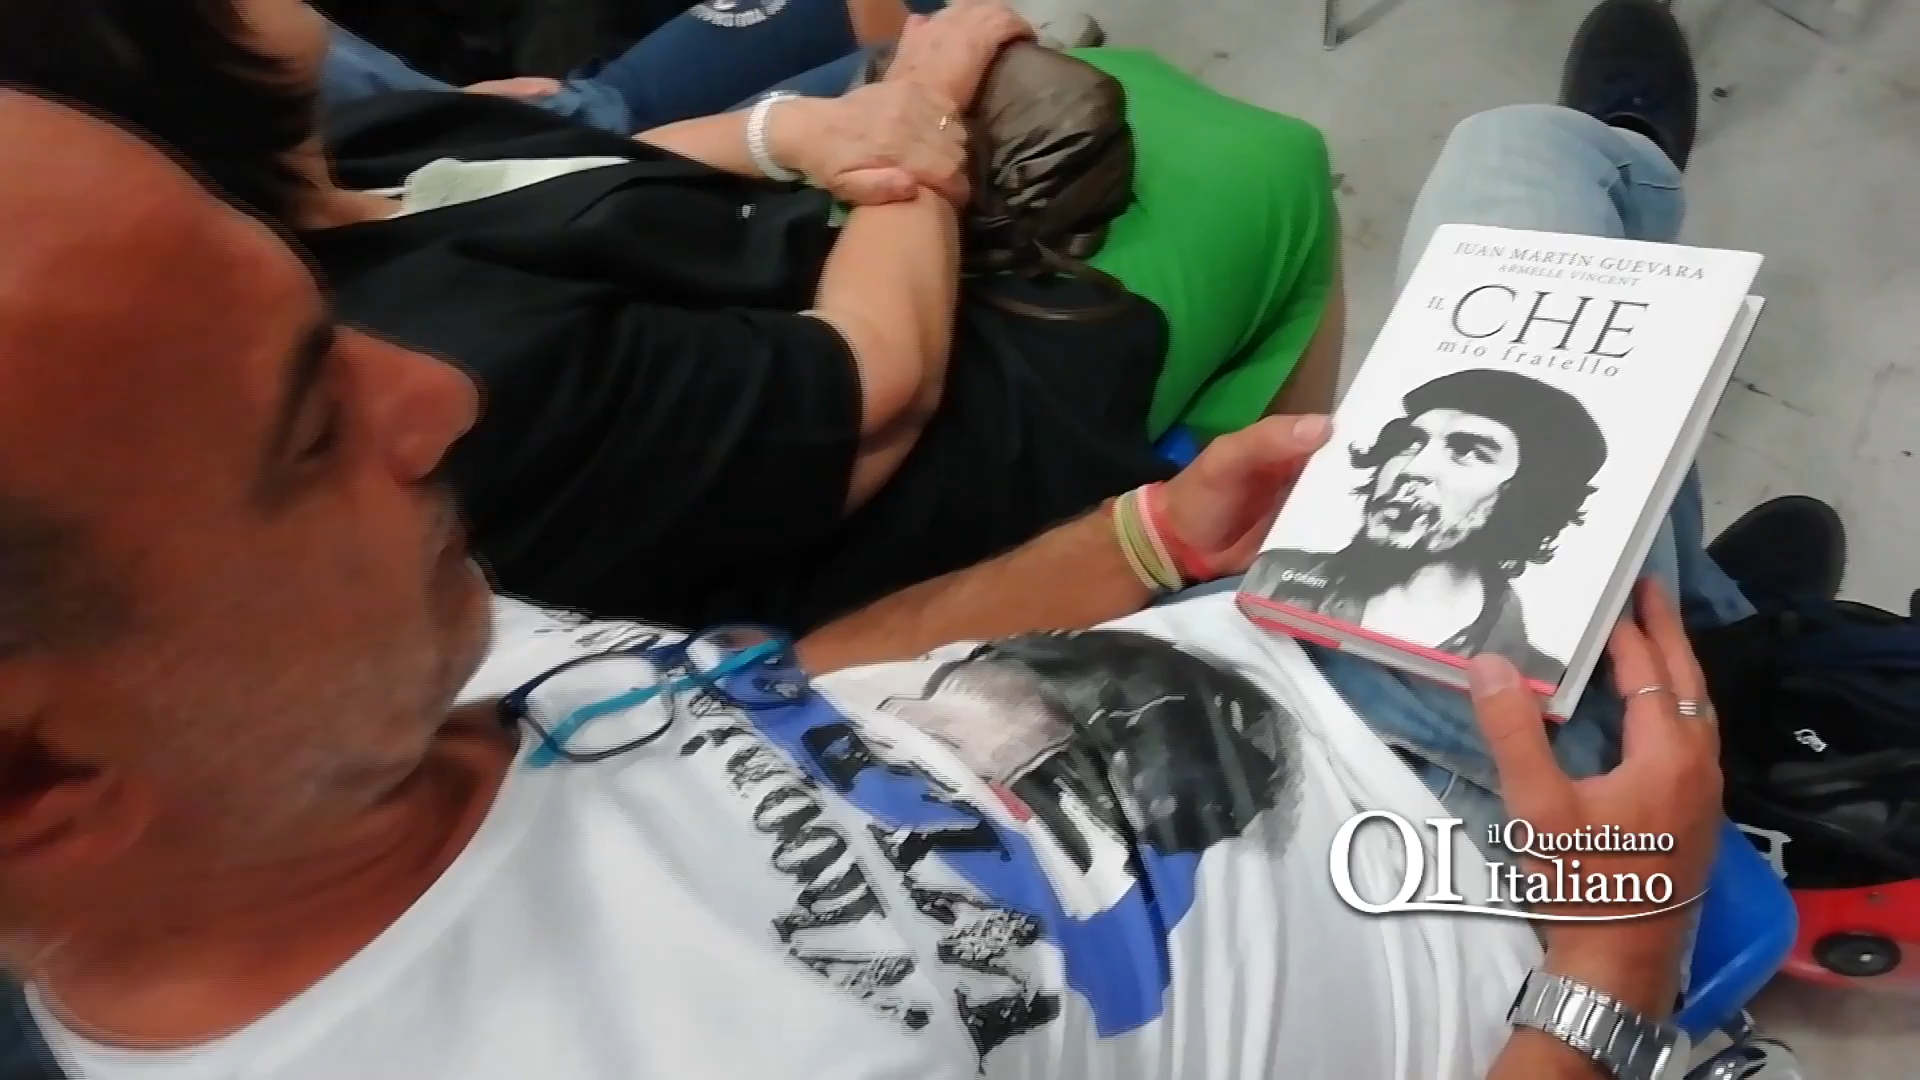 JUAN MARTÍN GUEVARA
ARMELLE VINCENT
IL CHE
mio fratello
GIUNTI
QI il Quotidiano
Italiano